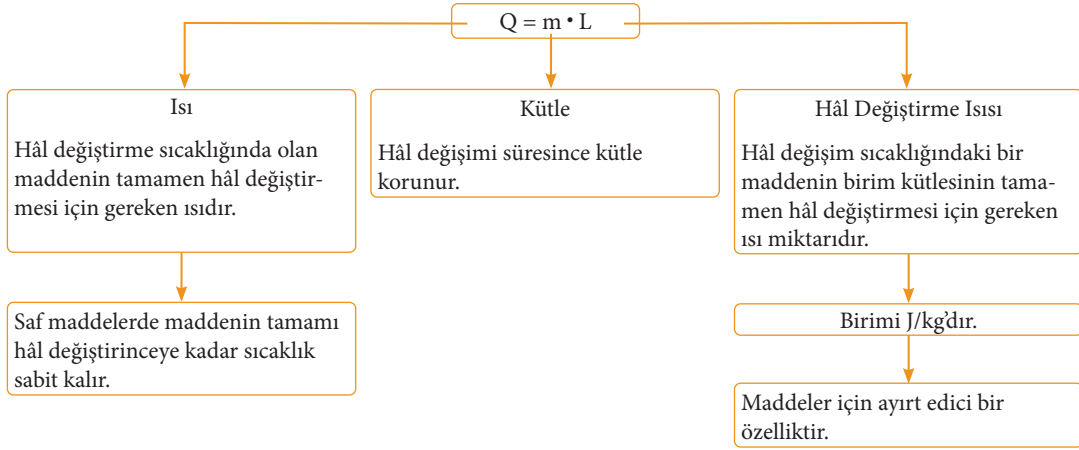 Q = m • L
Isı
Hâl değiştirme sıcaklığında olan
maddenin tamamen hâl değiştir-
mesi için gereken ısıdır.
Saf maddelerde maddenin tamamı
hâl değiştirinceye kadar sıcaklık
sabit kalır.
Kütle
Hâl değişimi süresince kütle
korunur.
Hâl Değiştirme Isısı
Hâl değişim sıcaklığındaki bir
maddenin birim kütlesinin tama-
men hâl değiştirmesi için gereken
ısı miktarıdır.
Birimi J/kg'dır.
Maddeler için ayırt edici bir
özelliktir.